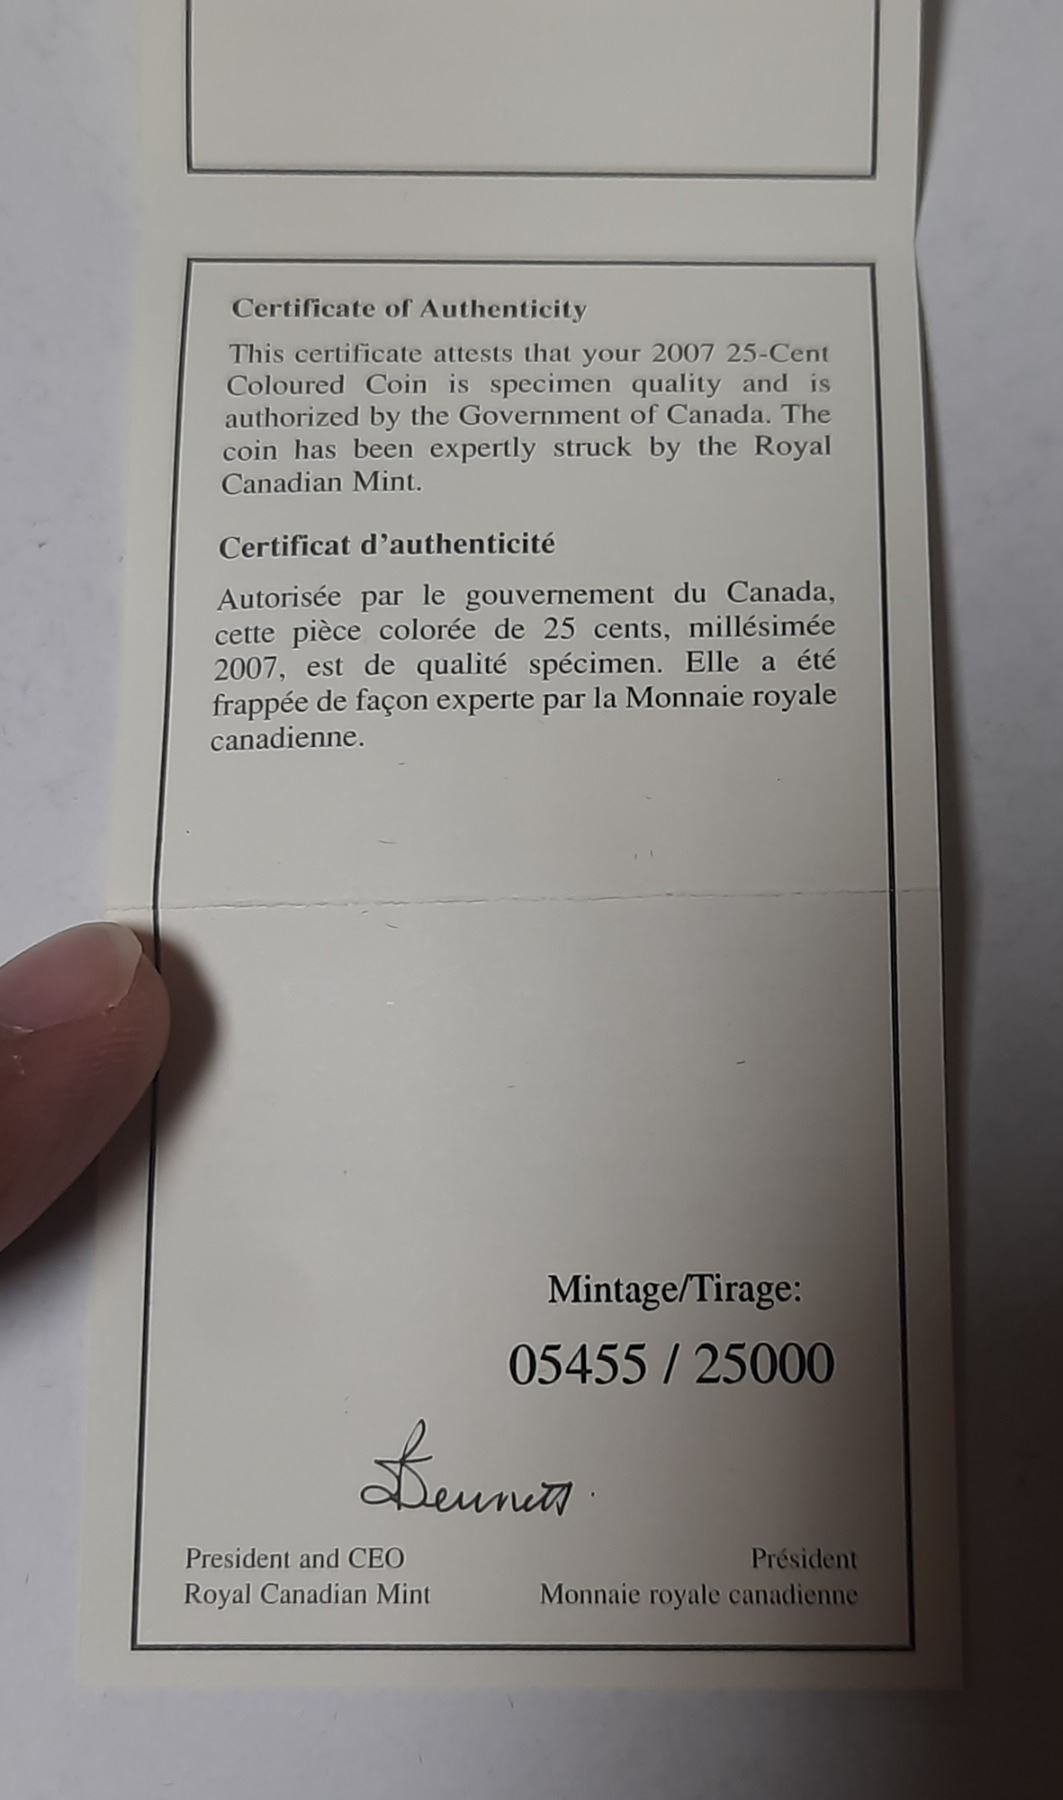 Certificate of Authenticity
This certificate attests that your 2007 25-Cent
Coloured Coin is specimen quality and is
authorized by the Government of Canada. The
coin has been expertly struck by the Royal
Canadian Mint.
Certificat d'authenticité
Autorisée par le gouvernement du Canada,
cette pièce colorée de 25 cents, millésimée
2007, est de qualité spécimen. Elle a été
frappée de façon experte par la Monnaie royale
canadienne.
Mintage/Tirage:
05455 / 25000
Bennett
President and CEO
Royal Canadian Mint
Président
Monnaie royale canadienne